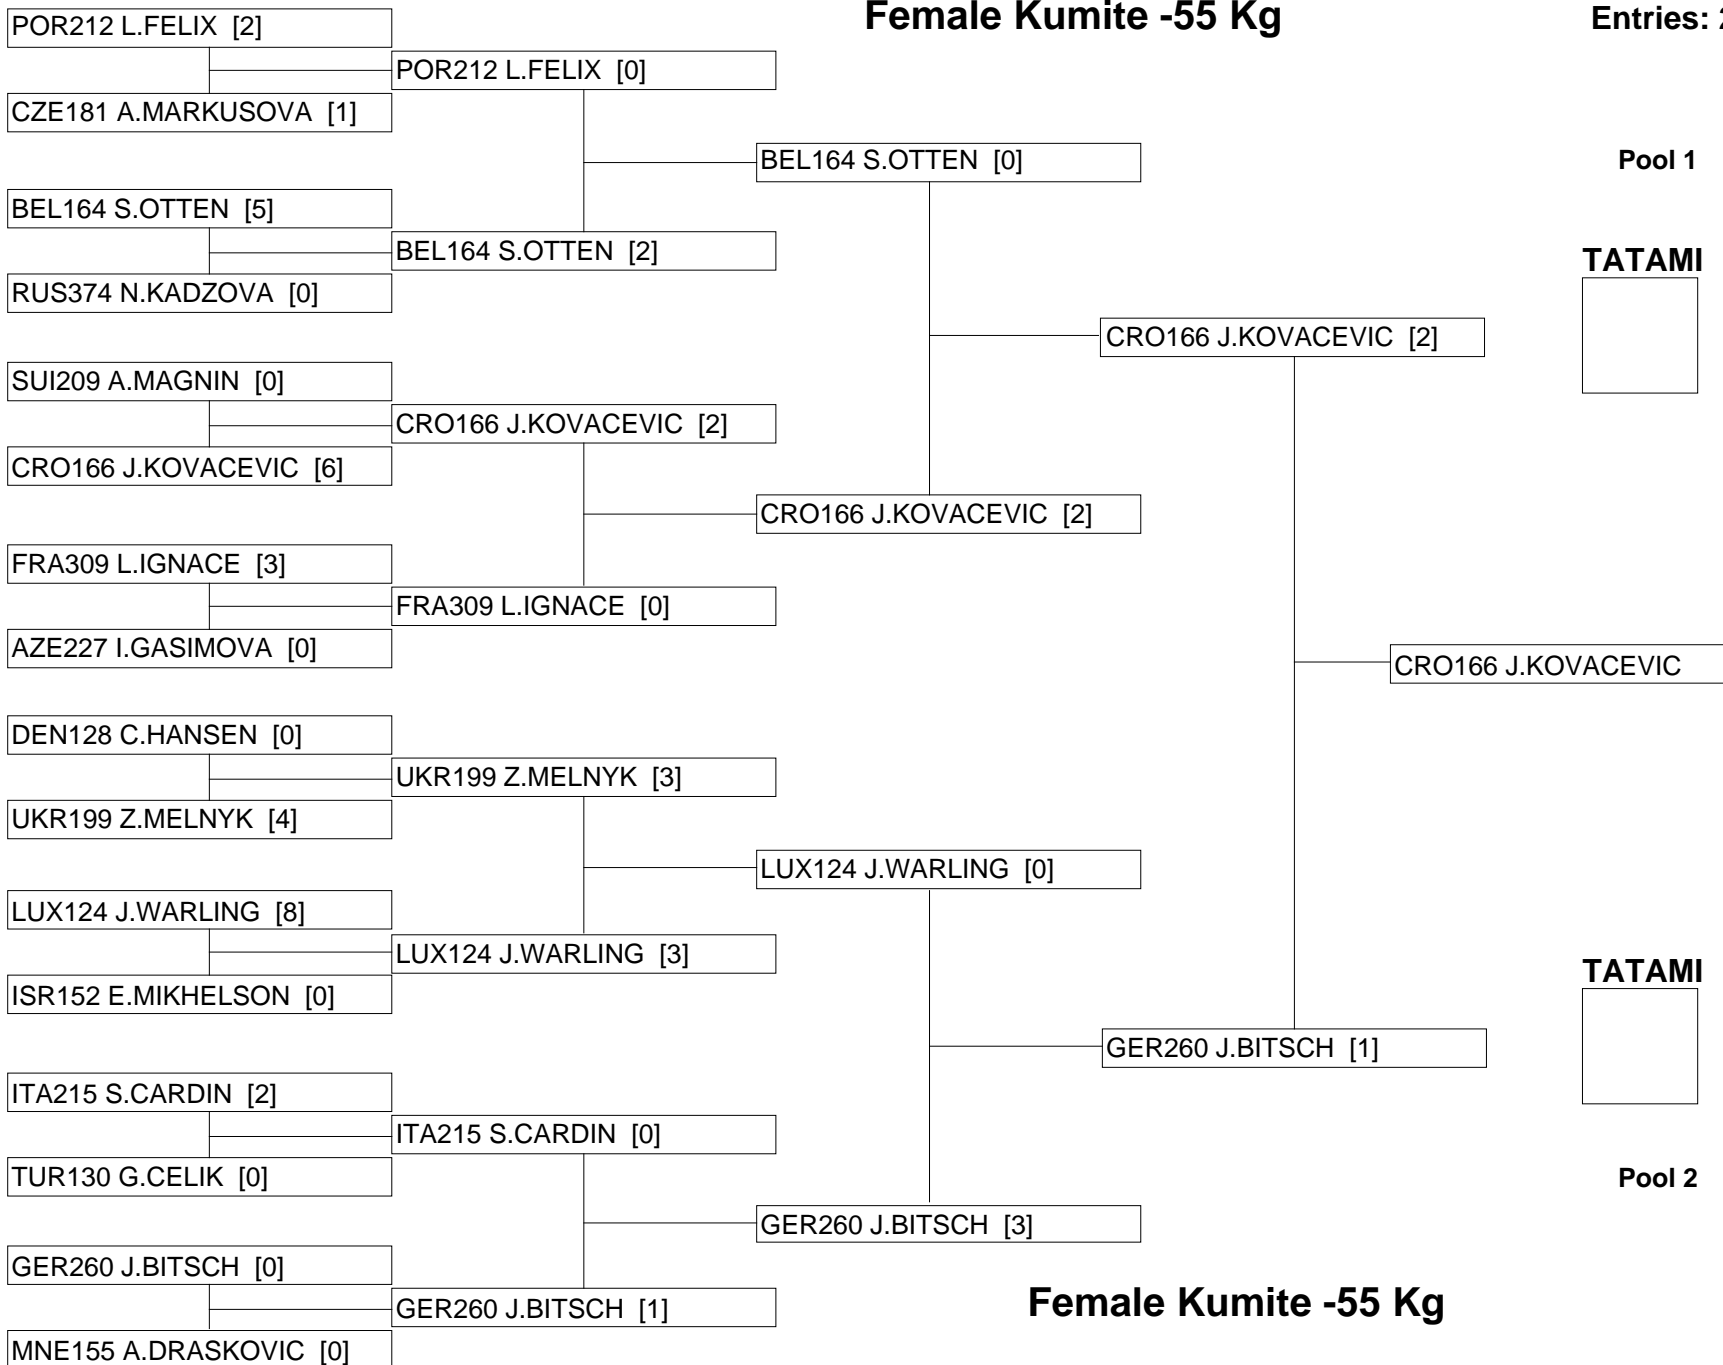 Female Kumite -55 Kg
Entries: 2
POR212 L.FELIX [2]
POR212 L.FELIX [0]
CZE181 A.MARKUSOVA [1]
BEL164 S.OTTEN [0]
Pool 1
BEL164 S.OTTEN [5]
BEL164 S.OTTEN [2]
TATAMI
RUS374 N.KADZOVA [0]
CRO166 J.KOVACEVIC [2]
SUI209 A.MAGNIN [0]
CRO166 J.KOVACEVIC [2]
CRO166 J.KOVACEVIC [6]
CRO166 J.KOVACEVIC [2]
FRA309 L.IGNACE [3]
FRA309 L.IGNACE [0]
AZE227 I.GASIMOVA [0]
CRO166 J.KOVACEVIC
DEN128 C.HANSEN [0]
UKR199 Z.MELNYK [3]
UKR199 Z.MELNYK [4]
LUX124 J.WARLING [0]
LUX124 J.WARLING [8]
LUX124 J.WARLING [3]
TATAMI
ISR152 E.MIKHELSON [0]
GER260 J.BITSCH [1]
ITA215 S.CARDIN [2]
ITA215 S.CARDIN [0]
TUR130 G.CELIK [0]
Pool 2
GER260 J.BITSCH [3]
GER260 J.BITSCH [0]
GER260 J.BITSCH [1]
Female Kumite -55 Kg
MNE155 A.DRASKOVIC [0]